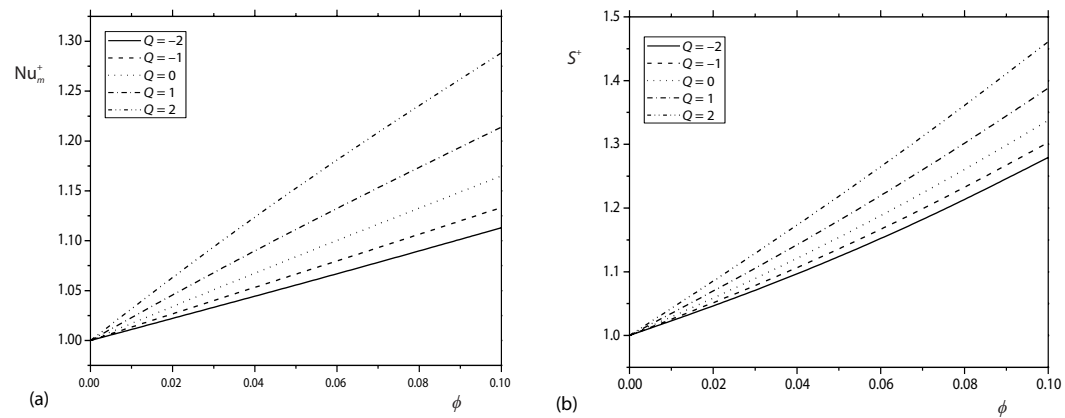 Nu_m^+
1.30
1.25
1.20
1.15
1.10
1.05
1.00
Q = –2
Q = –1
Q = 0
Q = 1
Q = 2
0.00 0.02 0.04 0.06 0.08 0.10
(a)
ϕ
S^+
1.5
1.4
1.3
1.2
1.1
1.0
Q = –2
Q = –1
Q = 0
Q = 1
Q = 2
0.00 0.02 0.04 0.06 0.08 0.10
(b)
ϕ